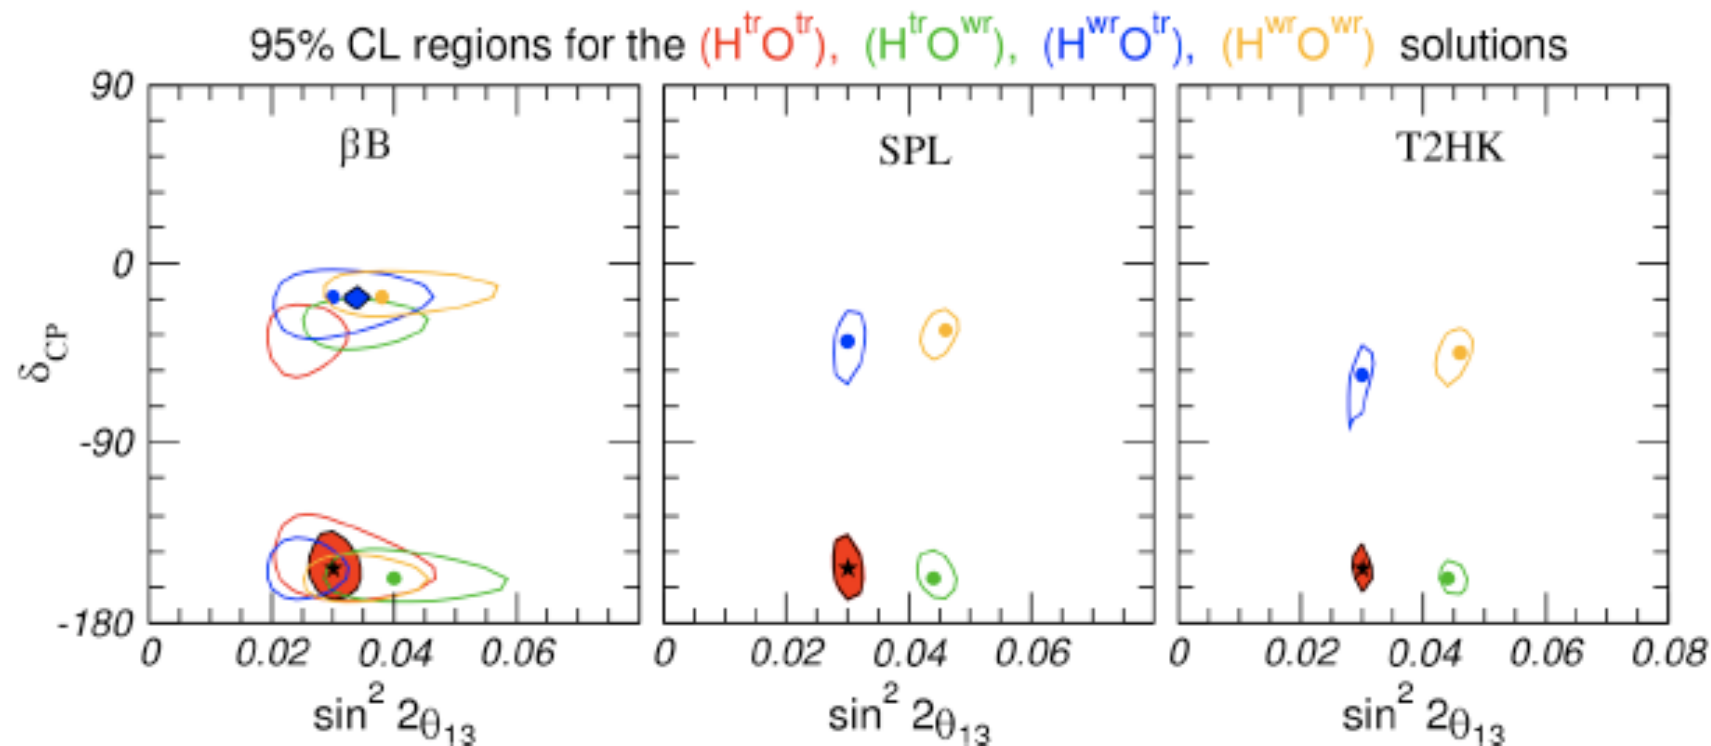 95% CL regions for the (H^tr O^tr), (H^tr O^wr), (H^wr O^tr), (H^wr O^wr) solutions
βB SPL T2HK
90
0
-90
-180
δ_CP
0 0.02 0.04 0.06 0 0.02 0.04 0.06 0 0.02 0.04 0.06 0.08
sin² 2θ₁₃ sin² 2θ₁₃ sin² 2θ₁₃